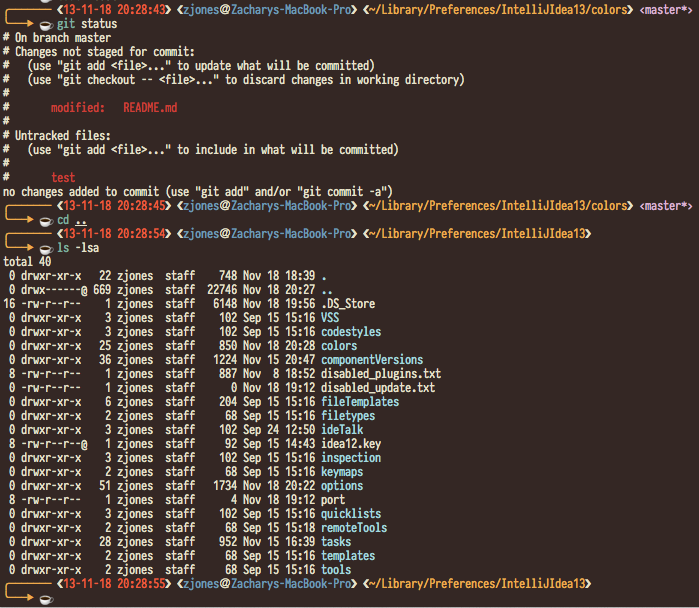 ❮13-11-18 20:28:43❯ ❮zjones@Zacharys-MacBook-Pro❯ ❮~/Library/Preferences/IntelliJIdea13/colors❯ ‹master*›
git status
# On branch master
# Changes not staged for commit:
#   (use "git add <file>..." to update what will be committed)
#   (use "git checkout -- <file>..." to discard changes in working directory)
#
#       modified:   README.md
#
# Untracked files:
#   (use "git add <file>..." to include in what will be committed)
#
#       test
no changes added to commit (use "git add" and/or "git commit -a")
❮13-11-18 20:28:45❯ ❮zjones@Zacharys-MacBook-Pro❯ ❮~/Library/Preferences/IntelliJIdea13/colors❯ ‹master*›
cd ..
❮13-11-18 20:28:54❯ ❮zjones@Zacharys-MacBook-Pro❯ ❮~/Library/Preferences/IntelliJIdea13❯
ls -lsa
total 40
 0 drwxr-xr-x   22 zjones  staff    748 Nov 18 18:39 .
 0 drwx------@ 669 zjones  staff  22746 Nov 18 20:27 ..
16 -rw-r--r--    1 zjones  staff   6148 Nov 18 19:56 .DS_Store
 0 drwxr-xr-x    3 zjones  staff    102 Sep 15 15:16 VSS
 0 drwxr-xr-x    3 zjones  staff    102 Sep 15 15:16 codestyles
 0 drwxr-xr-x   25 zjones  staff    850 Nov 18 20:28 colors
 0 drwxr-xr-x   36 zjones  staff   1224 Nov 15 20:47 componentVersions
 8 -rw-r--r--    1 zjones  staff    887 Nov  8 18:52 disabled_plugins.txt
 0 -rw-r--r--    1 zjones  staff      0 Nov 18 19:12 disabled_update.txt
 0 drwxr-xr-x    6 zjones  staff    204 Sep 15 15:16 fileTemplates
 0 drwxr-xr-x    2 zjones  staff     68 Sep 15 15:16 filetypes
 0 drwxr-xr-x    3 zjones  staff    102 Sep 24 12:50 ideTalk
 8 -rw-r--r--@   1 zjones  staff     92 Sep 15 14:43 idea12.key
 0 drwxr-xr-x    3 zjones  staff    102 Sep 15 15:16 inspection
 0 drwxr-xr-x    2 zjones  staff     68 Sep 15 15:16 keymaps
 0 drwxr-xr-x   51 zjones  staff   1734 Nov 18 20:22 options
 8 -rw-r--r--    1 zjones  staff      4 Nov 18 19:12 port
 0 drwxr-xr-x    3 zjones  staff    102 Sep 15 15:16 quicklists
 0 drwxr-xr-x    2 zjones  staff     68 Sep 15 15:18 remoteTools
 0 drwxr-xr-x   28 zjones  staff    952 Nov 15 16:39 tasks
 0 drwxr-xr-x    2 zjones  staff     68 Sep 15 15:16 templates
 0 drwxr-xr-x    2 zjones  staff     68 Sep 15 15:16 tools
❮13-11-18 20:28:55❯ ❮zjones@Zacharys-MacBook-Pro❯ ❮~/Library/Preferences/IntelliJIdea13❯